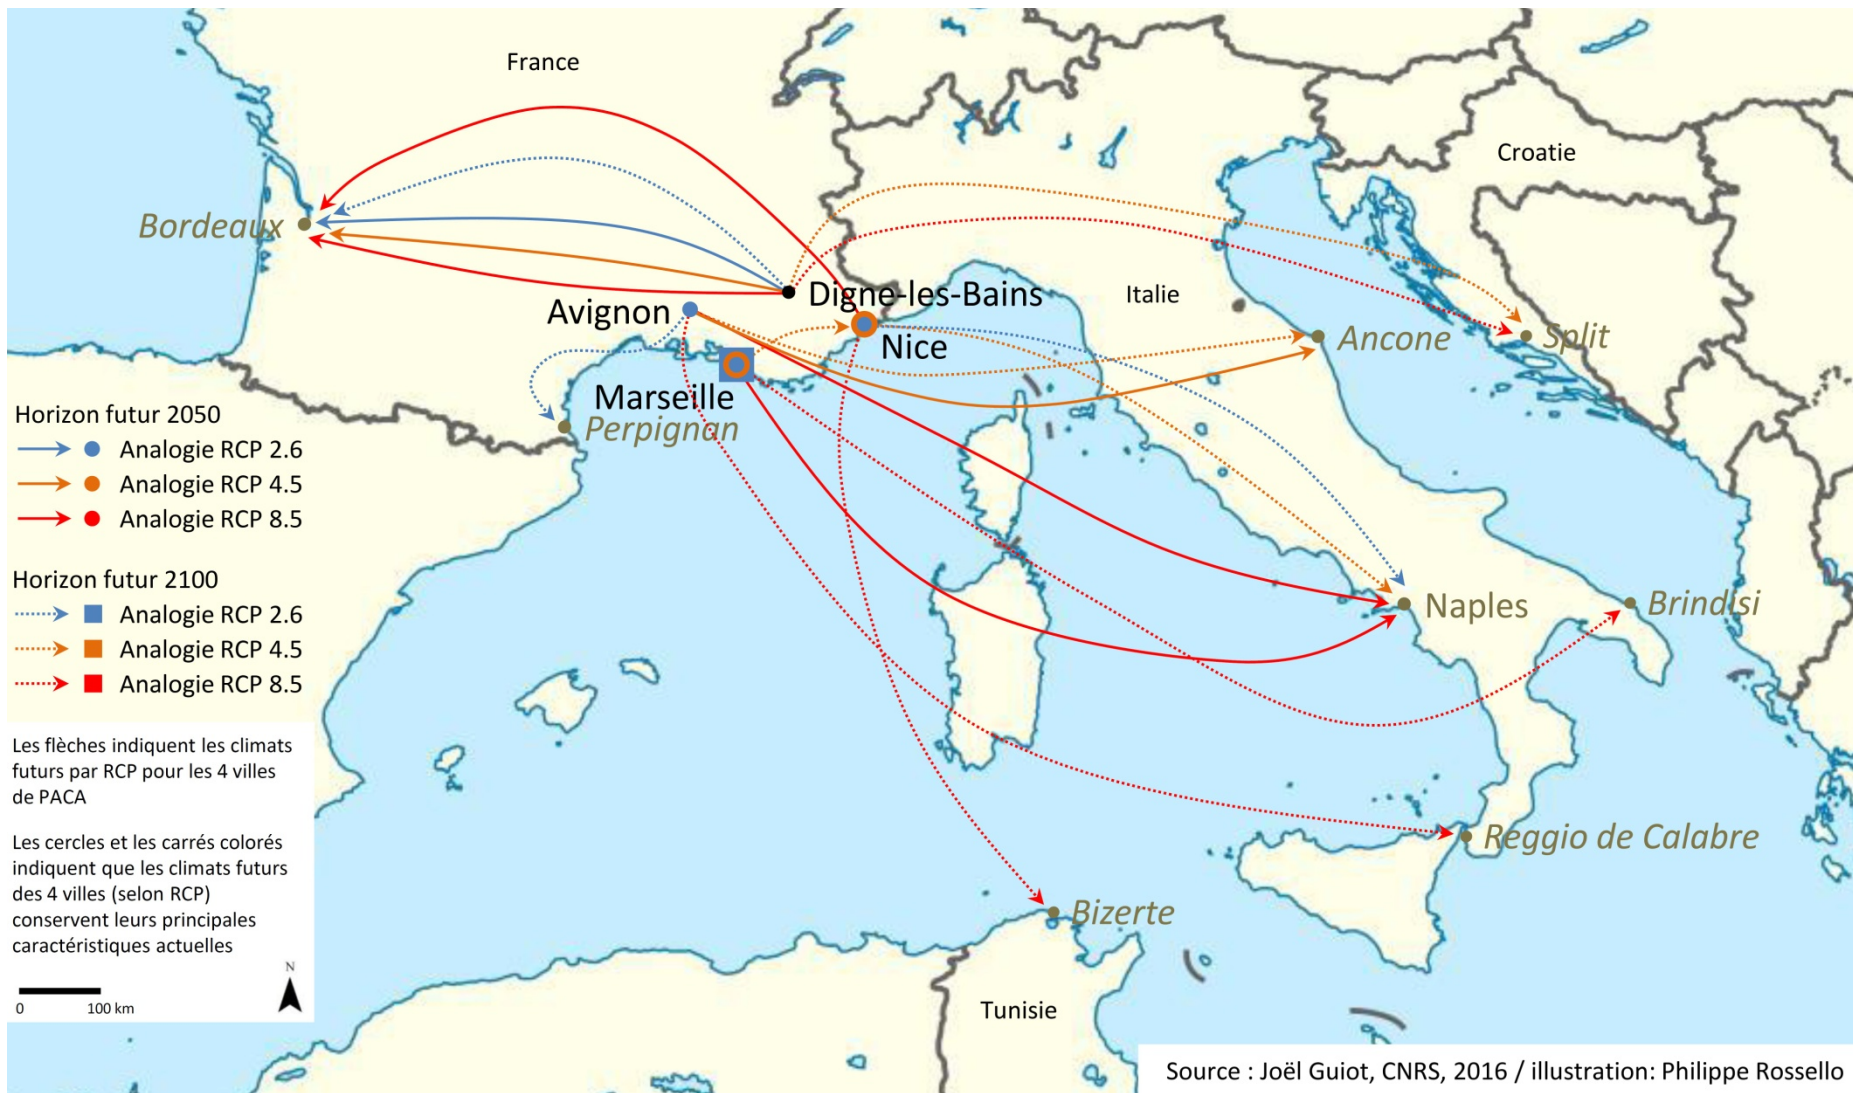 France
Croatie
Bordeaux
Digne-les-Bains
Italie
Avignon
Nice
Ancone
Split
Marseille
Perpignan
Horizon futur 2050
Analogie RCP 2.6
Analogie RCP 4.5
Analogie RCP 8.5
Horizon futur 2100
Analogie RCP 2.6
Analogie RCP 4.5
Analogie RCP 8.5
Naples
Brindisi
Les flèches indiquent les climats
futurs par RCP pour les 4 villes
de PACA
Les cercles et les carrés colorés
indiquent que les climats futurs
des 4 villes (selon RCP)
conservent leurs principales
caractéristiques actuelles
Reggio de Calabre
Bizerte
N
0 100 km
Tunisie
Source : Joël Guiot, CNRS, 2016 / illustration: Philippe Rossello